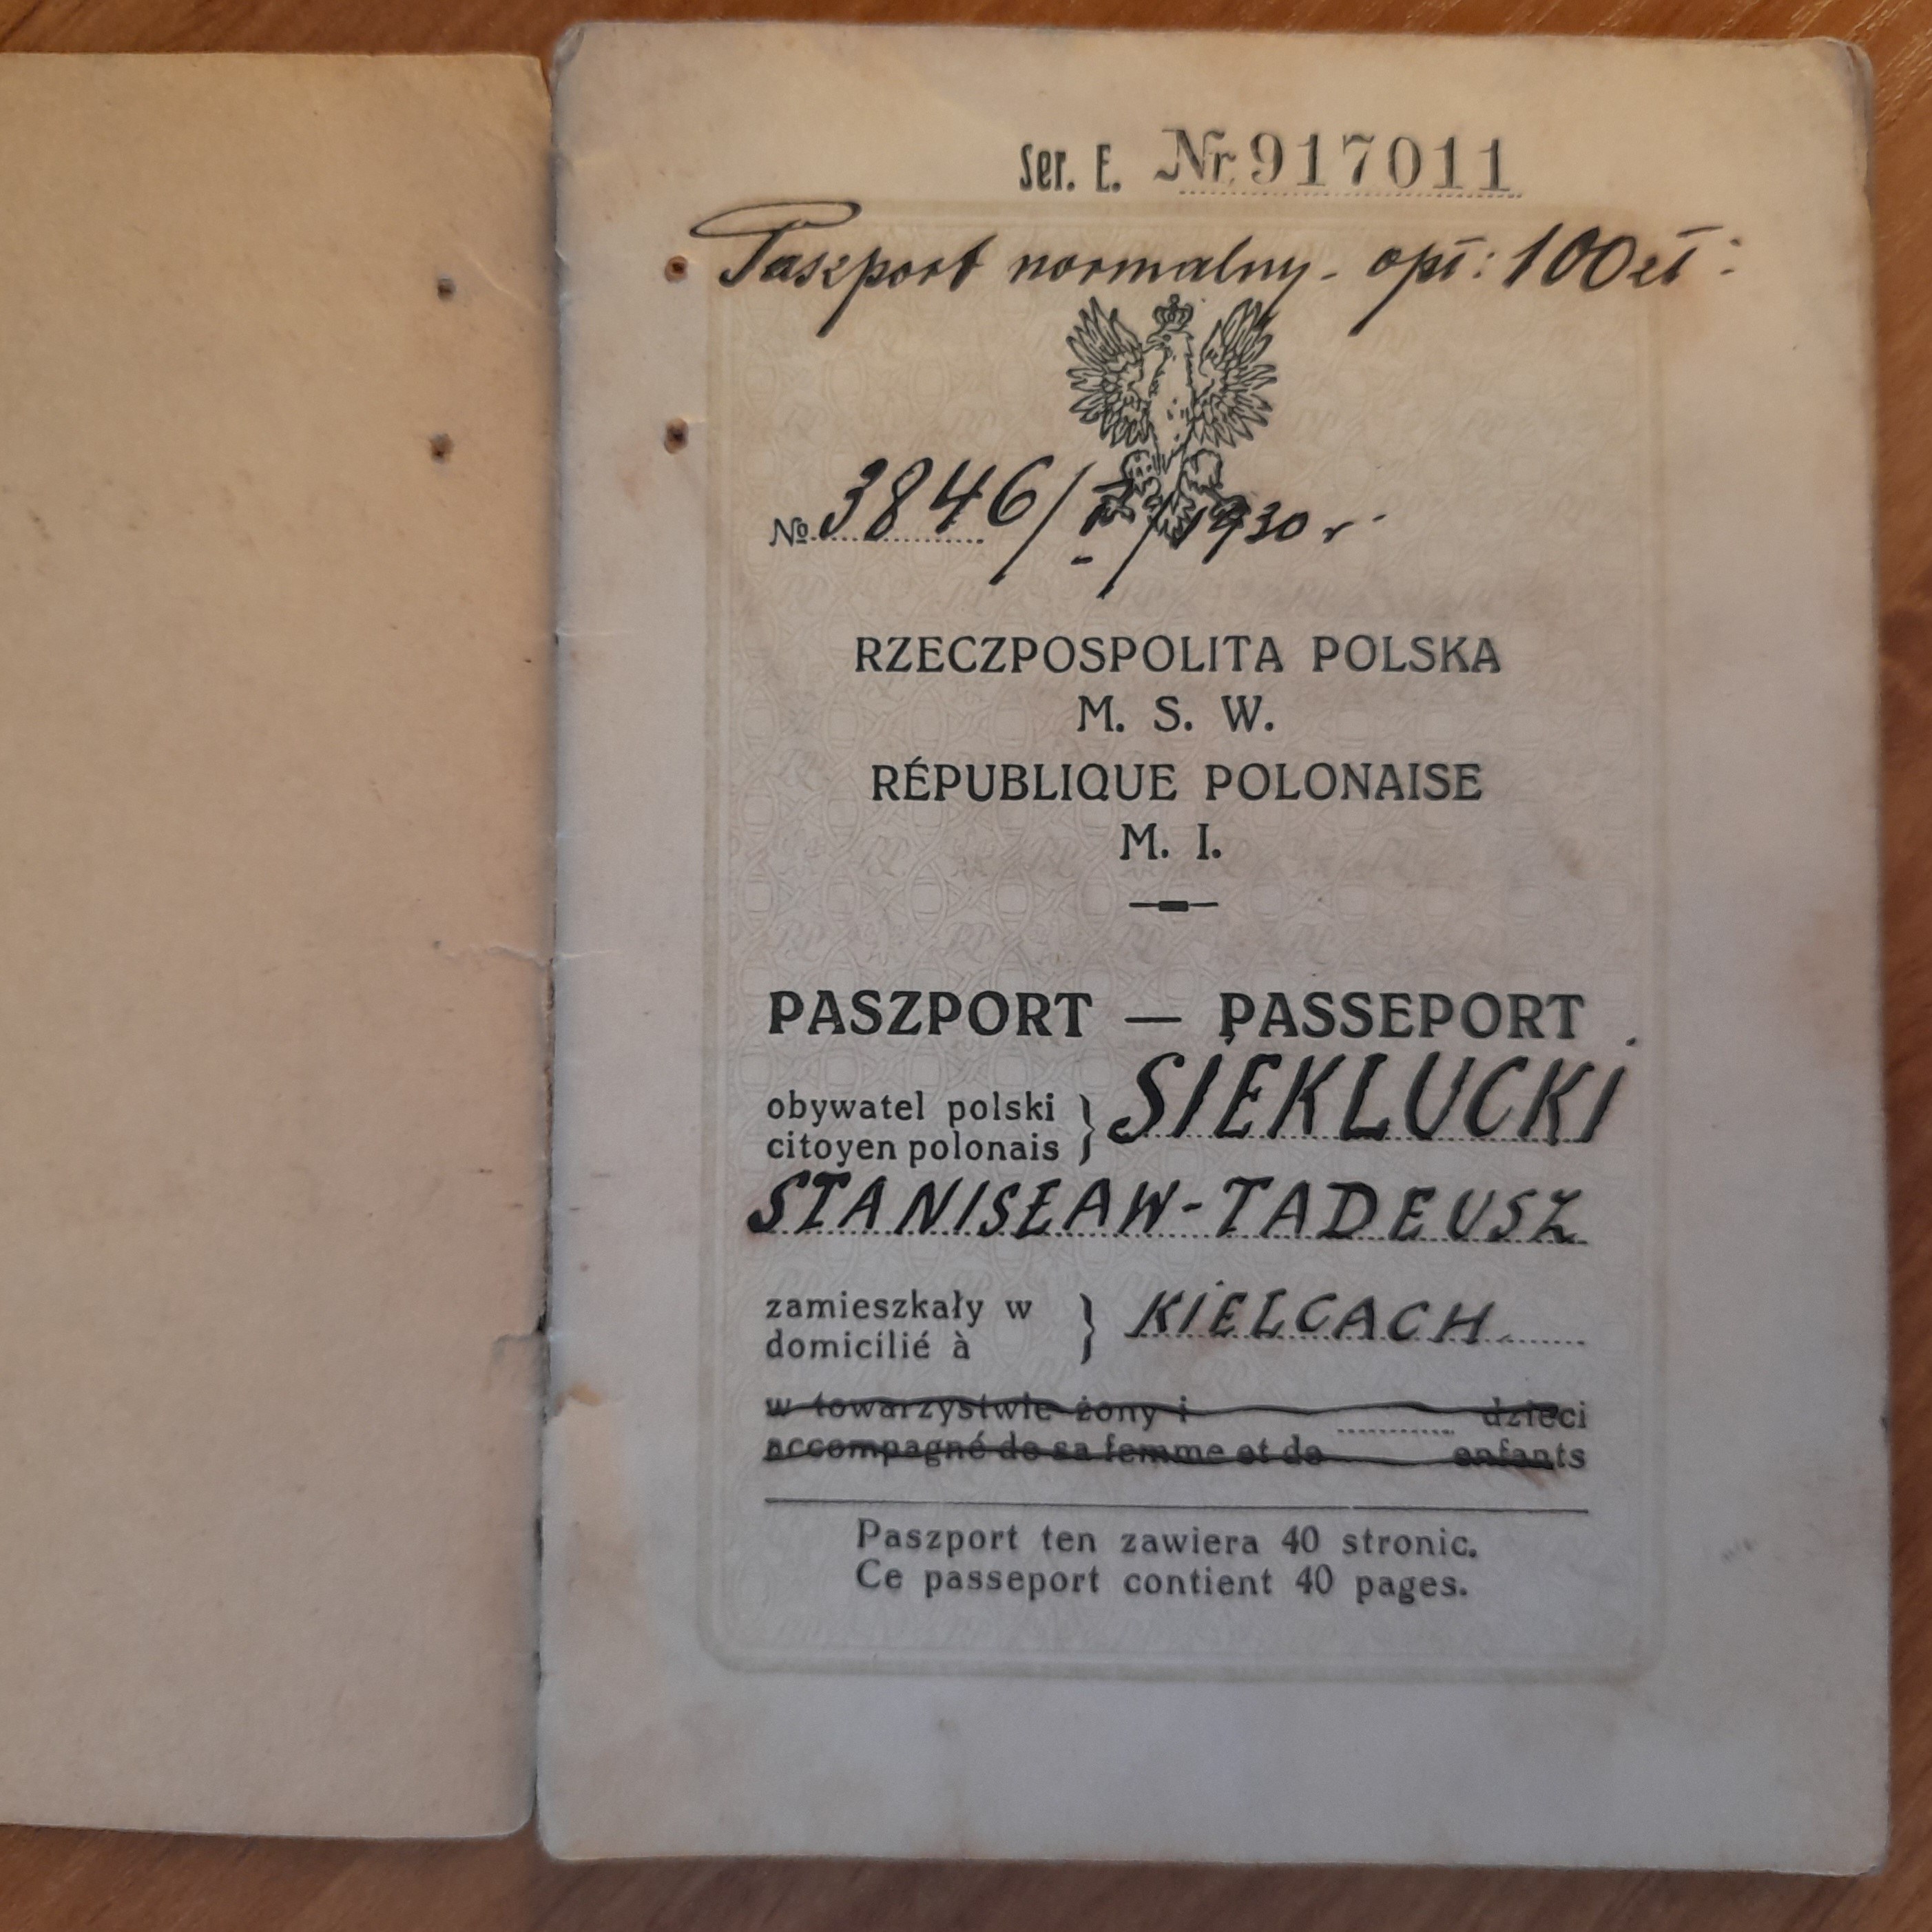 Ser. E. Nr. 917011
Paszport normalny - opł: 100 zł:
№ 3846/ /1930 r.
RZECZPOSPOLITA POLSKA
M. S. W.
RÉPUBLIQUE POLONAISE
M. I.
PASZPORT — PASSEPORT
obywatel polski
citoyen polonais } SIEKLUCKI
STANISŁAW-TADEUSZ
zamieszkały w
domicilié à } KIELCACH
w towarzystwie żony i ........ dzieci
accompagné de sa femme et de enfants
Paszport ten zawiera 40 stronic.
Ce passeport contient 40 pages.